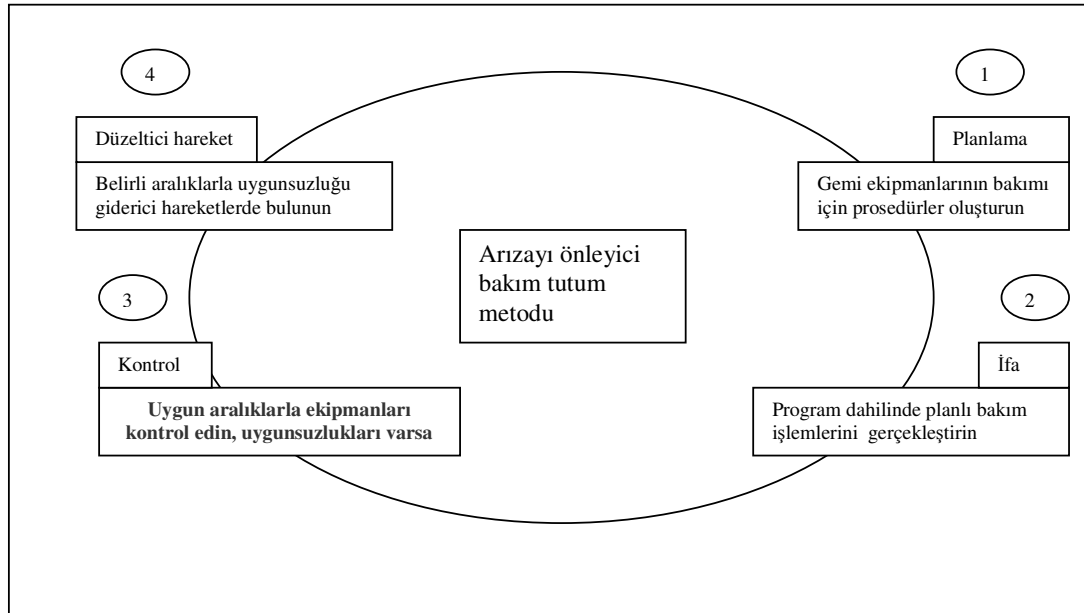 4
Düzeltici hareket
Belirli aralıklarla uygunsuzluğu
giderici hareketlerde bulunun
1
Planlama
Gemi ekipmanlarının bakımı
için prosedürler oluşturun
Arızayı önleyici
bakım tutum
metodu
3
Kontrol
Uygun aralıklarla ekipmanları
kontrol edin, uygunsuzlukları varsa
2
İfa
Program dahilinde planlı bakım
işlemlerini gerçekleştirin